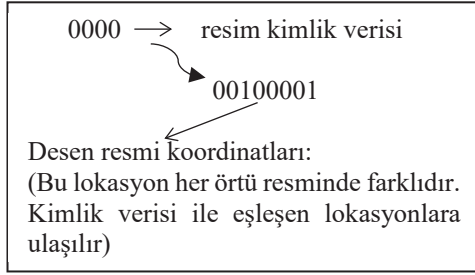 0000 → resim kimlik verisi
00100001
Desen resmi koordinatları:
(Bu lokasyon her örtü resminde farklıdır.
Kimlik verisi ile eşleşen lokasyonlara
ulaşılır)